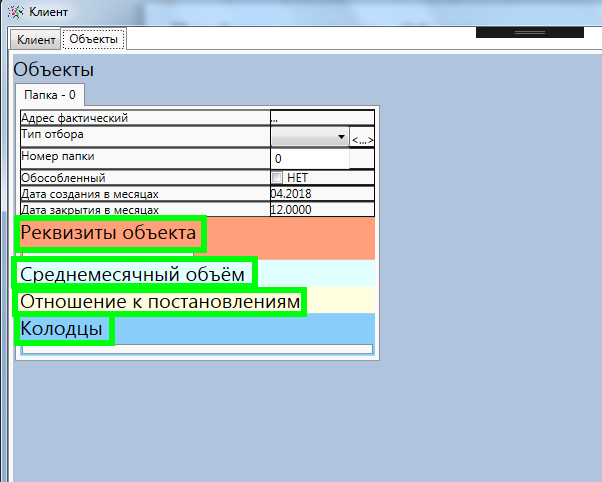 Клиент
Клиент Объекты
Объекты
Папка - 0
Адрес фактический ...
Тип отбора <...>
Номер папки 0
Обособленный НЕТ
Дата создания в месяцах 04.2018
Дата закрытия в месяцах 12.0000
Реквизиты объекта
Среднемесячный объём
Отношение к постановлениям
Колодцы